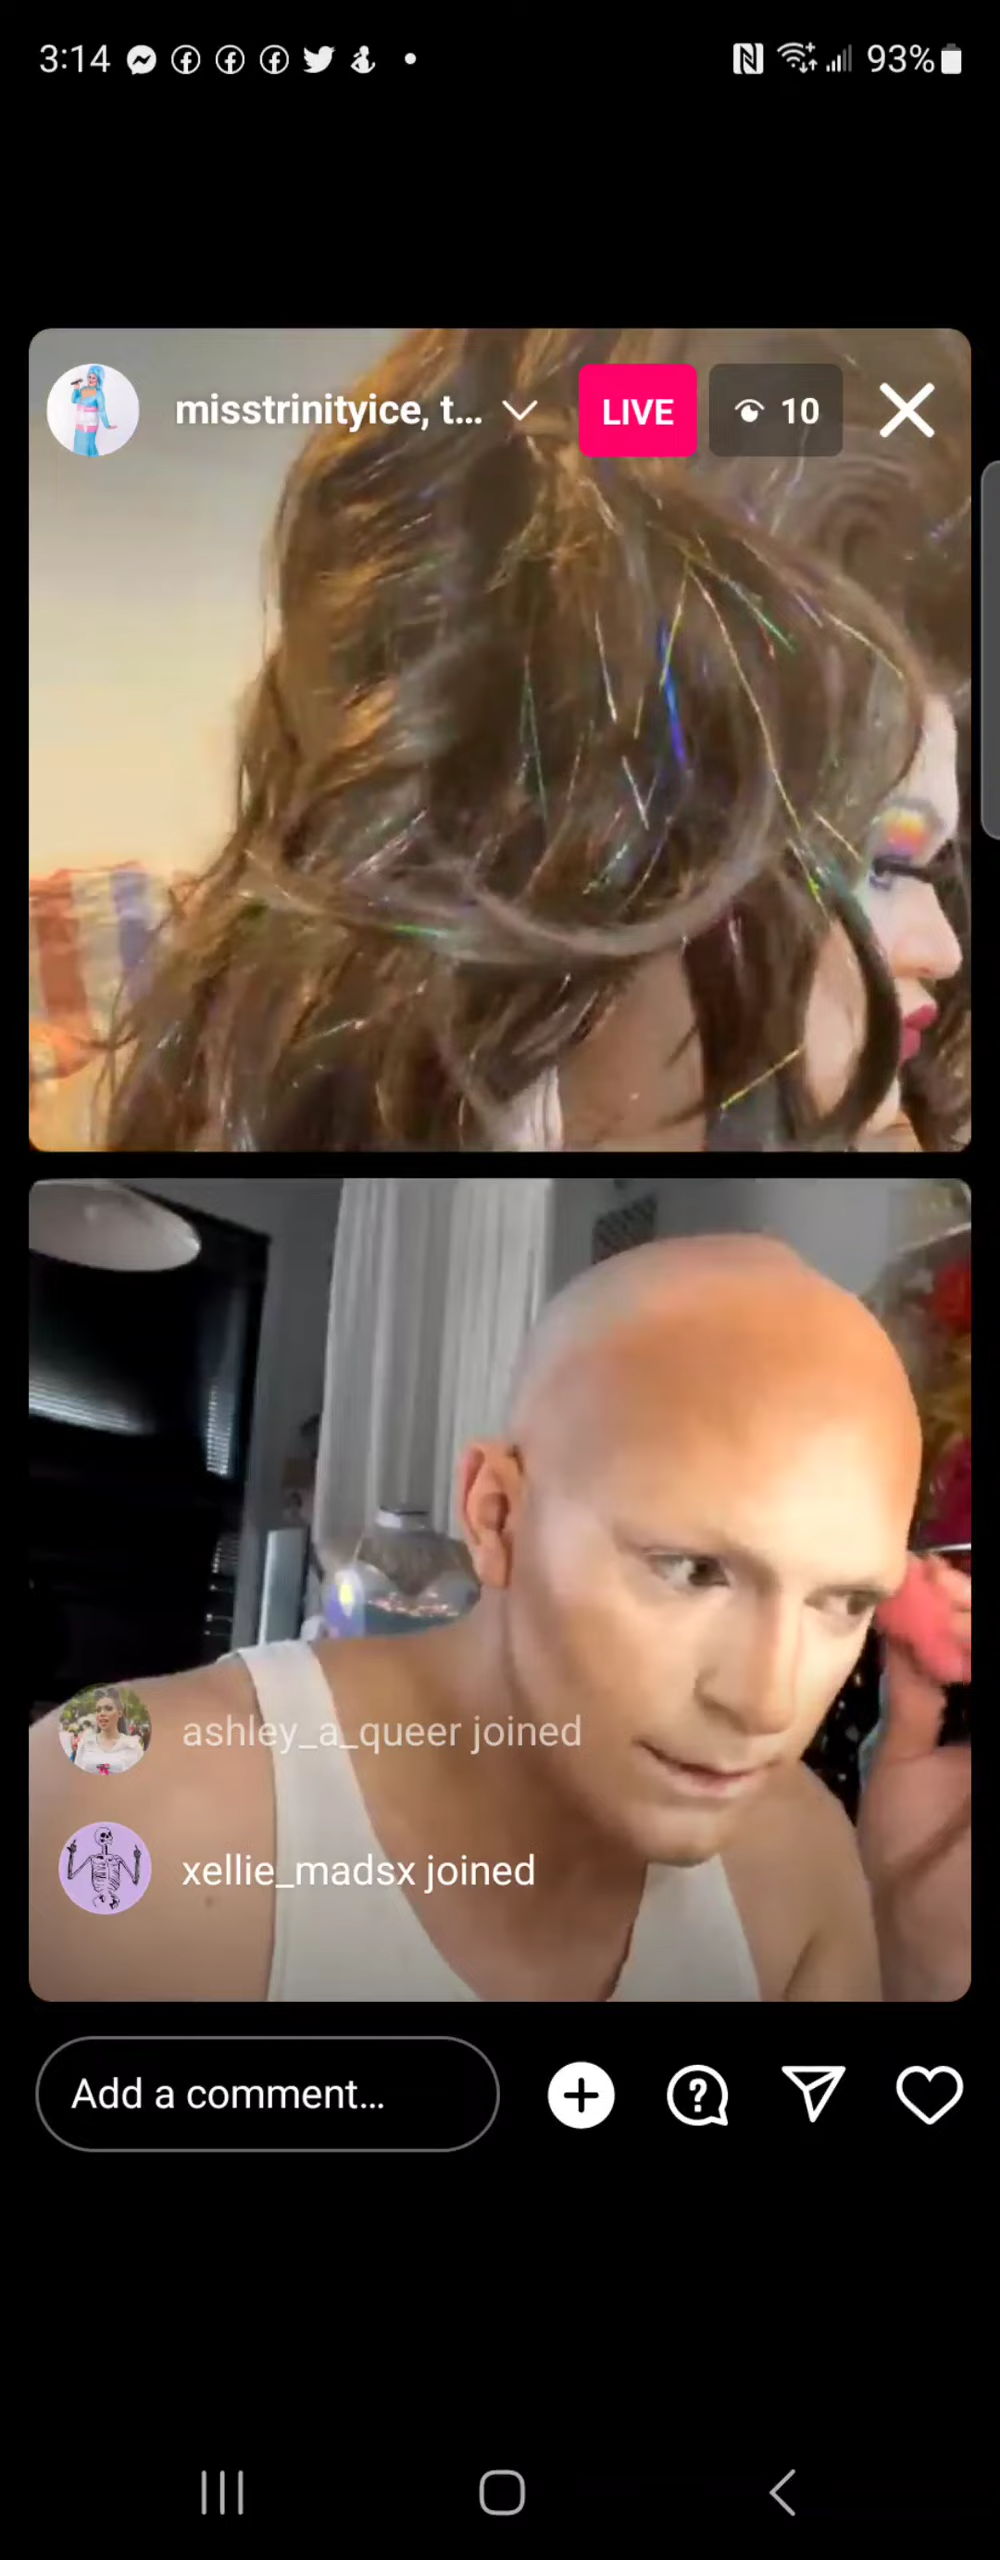 3:14
93%
misstrinityice, t...
LIVE
10
ashley_a_queer joined
xellie_madsx joined
Add a comment...